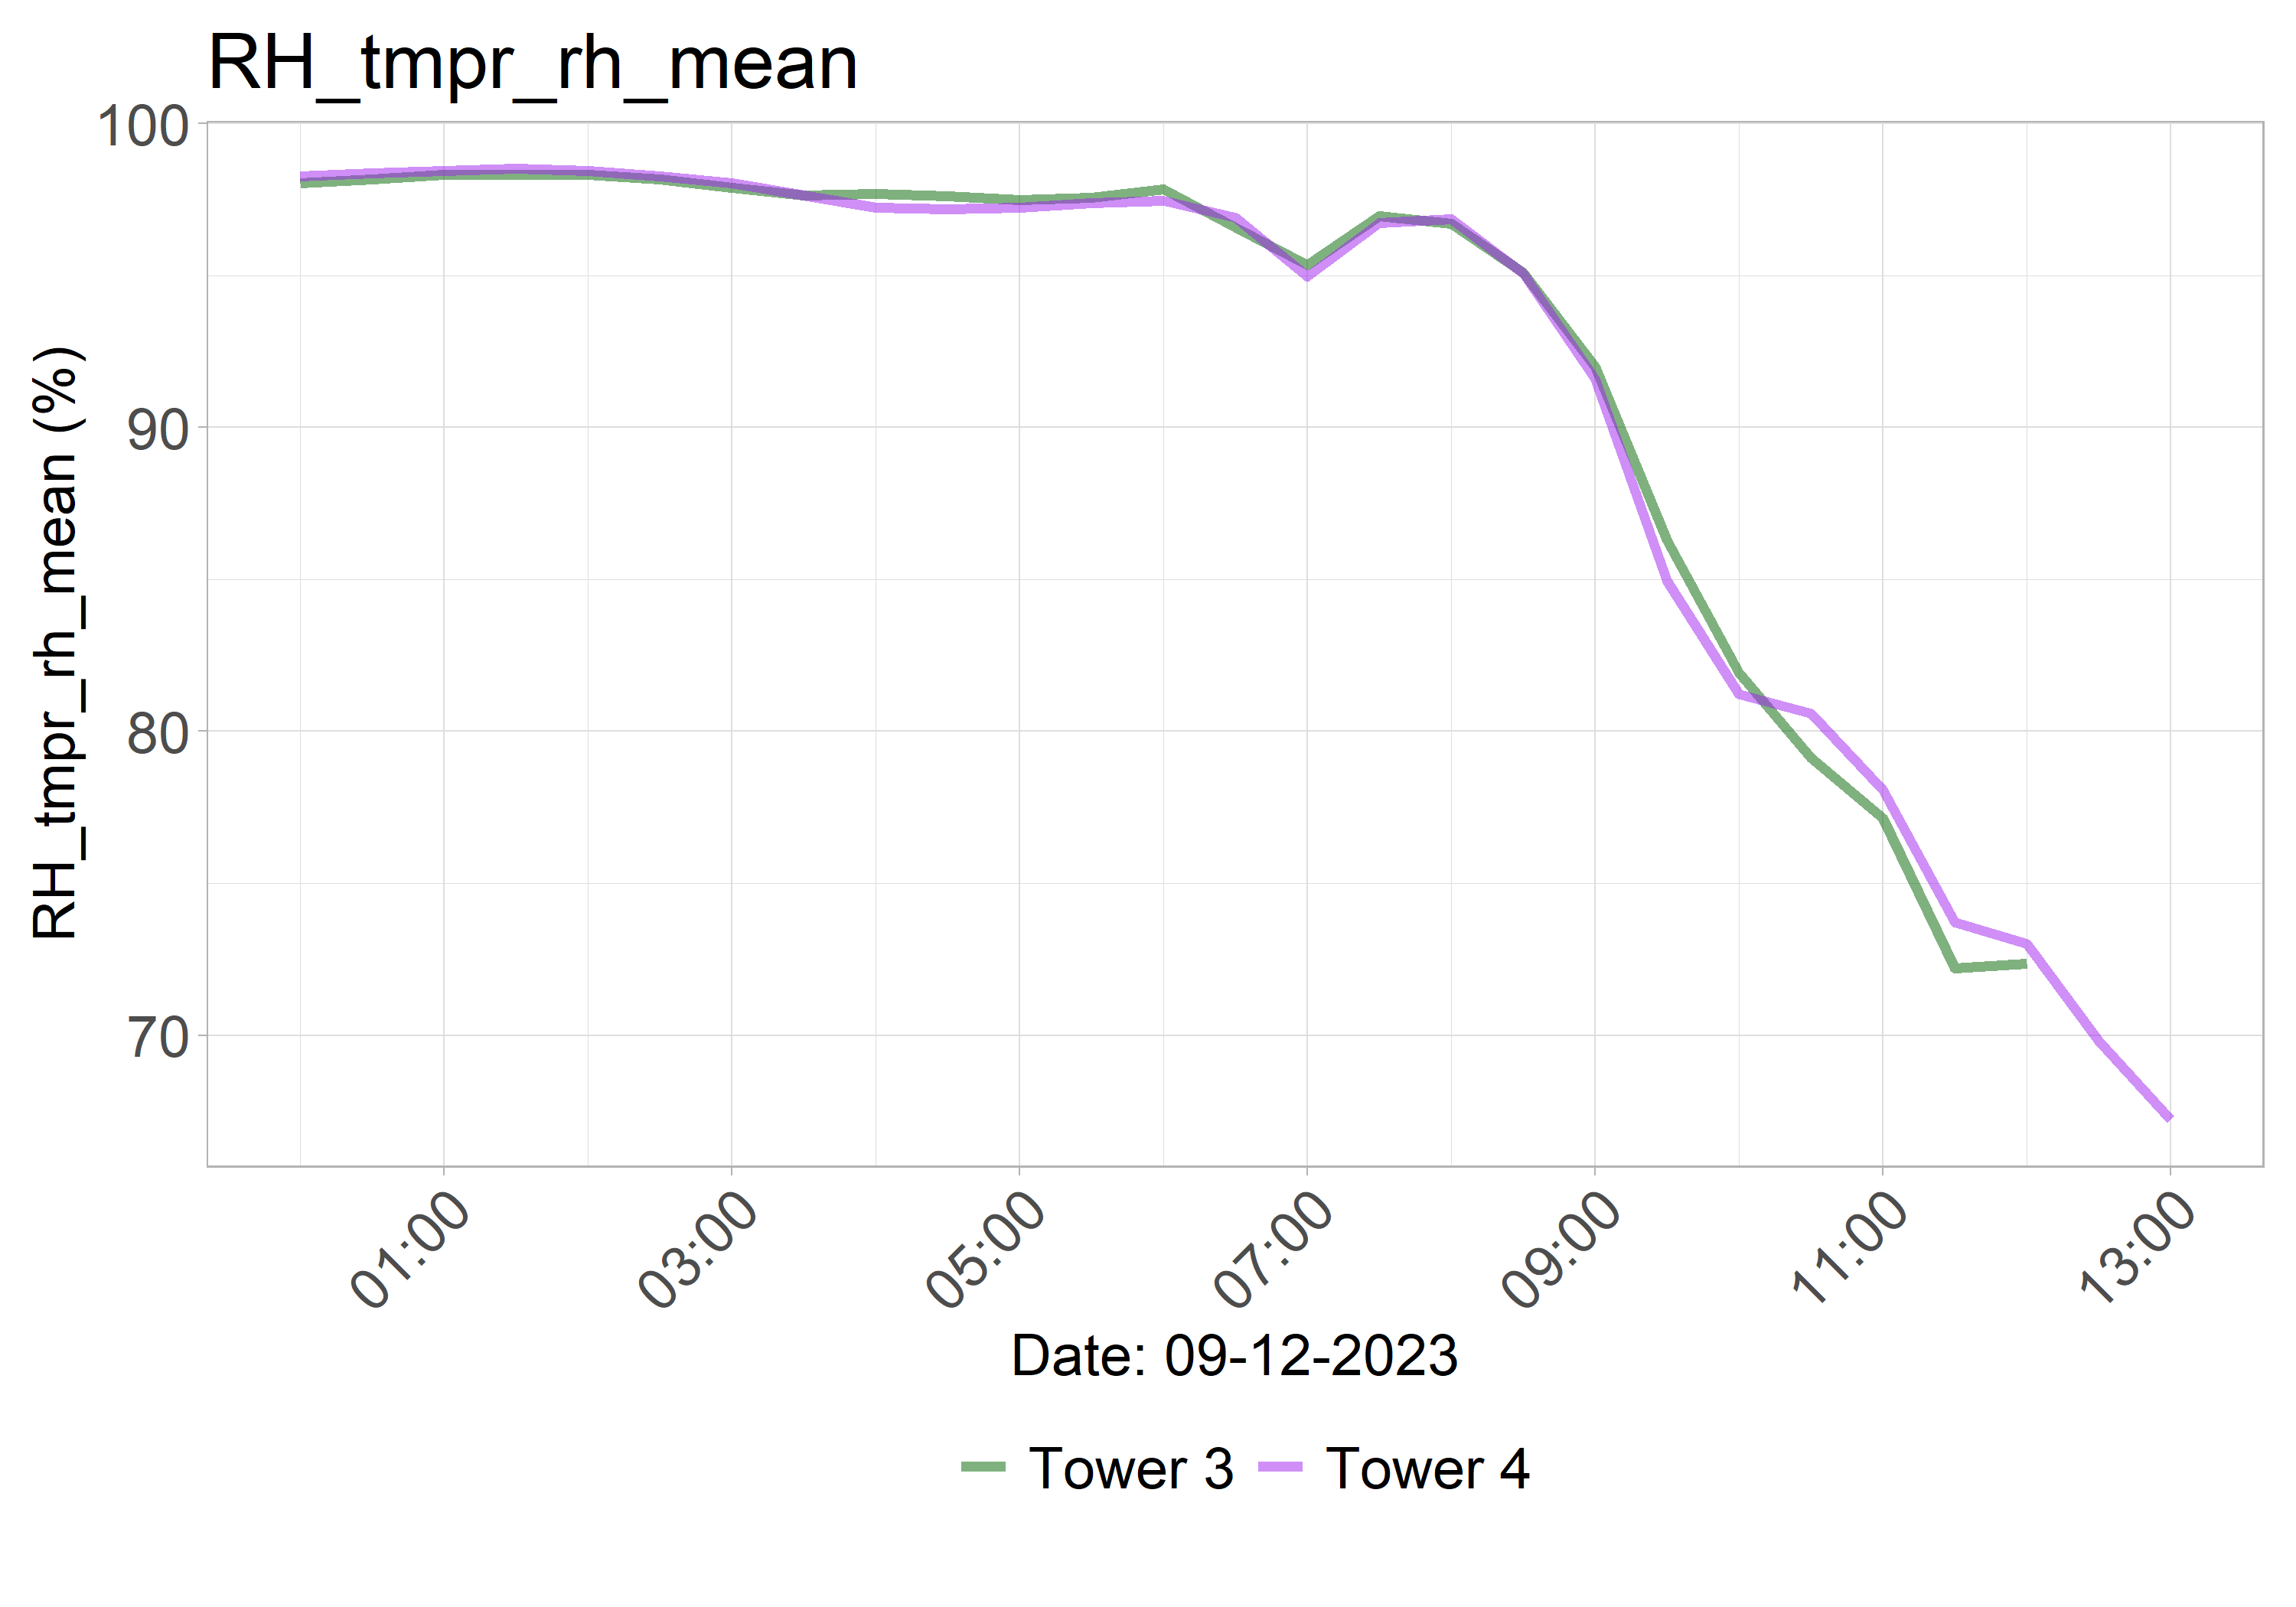 RH_tmpr_rh_mean
RH_tmpr_rh_mean (%)
100
90
80
70
01:00 03:00 05:00 07:00 09:00 11:00 13:00
Date: 09-12-2023
Tower 3 Tower 4